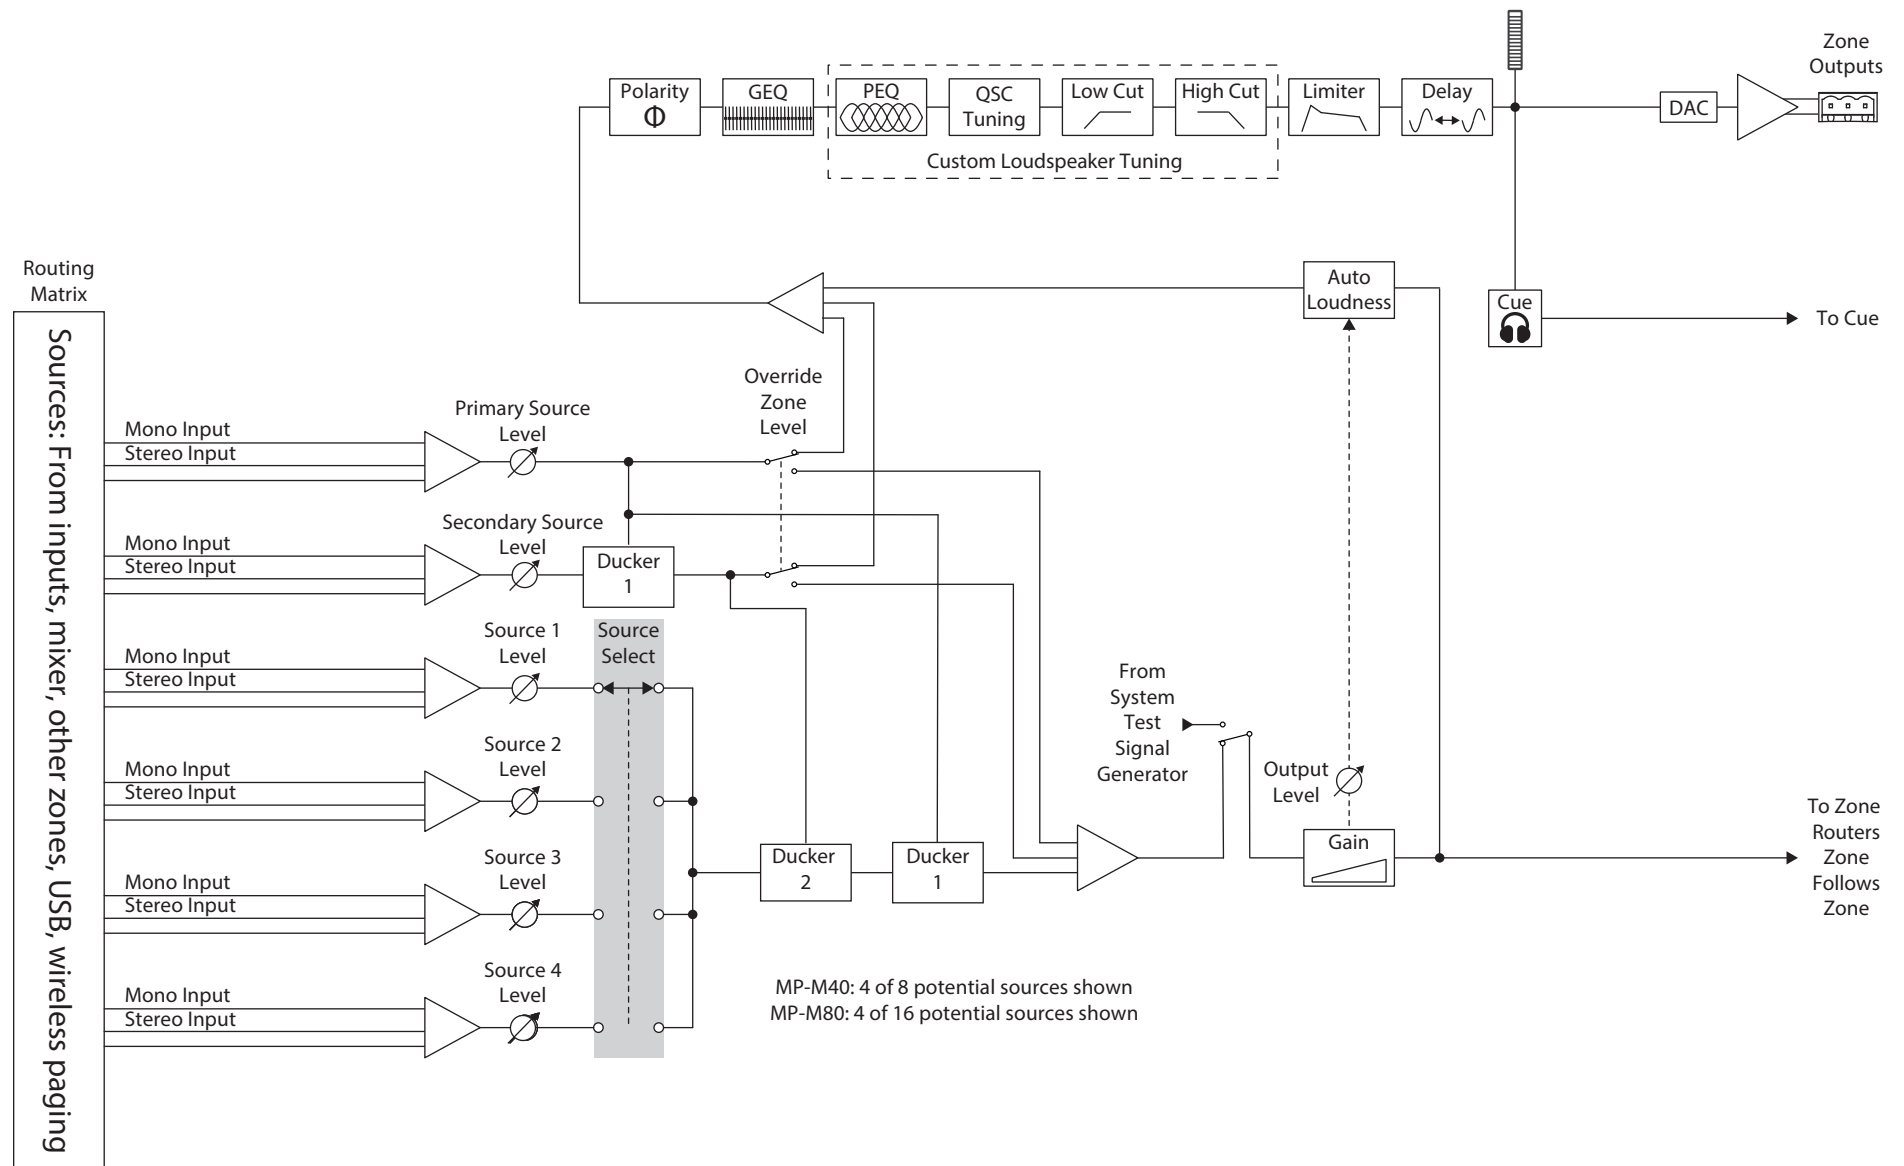 Zone
Outputs
Polarity
Φ
GEQ
PEQ
QSC
Tuning
Low Cut
High Cut
Limiter
Delay
DAC
Custom Loudspeaker Tuning
Routing
Matrix
Auto
Loudness
Cue
To Cue
Sources: From inputs, mixer, other zones, USB, wireless paging
Override
Zone
Level
Primary Source
Level
Mono Input
Stereo Input
Secondary Source
Level
Mono Input
Stereo Input
Ducker
1
Source 1
Level
Source
Select
Mono Input
Stereo Input
From
System
Test
Signal
Generator
Source 2
Level
Mono Input
Stereo Input
Output
Level
To Zone
Routers
Zone
Follows
Zone
Source 3
Level
Mono Input
Stereo Input
Ducker
2
Ducker
1
Gain
Source 4
Level
Mono Input
Stereo Input
MP-M40: 4 of 8 potential sources shown
MP-M80: 4 of 16 potential sources shown